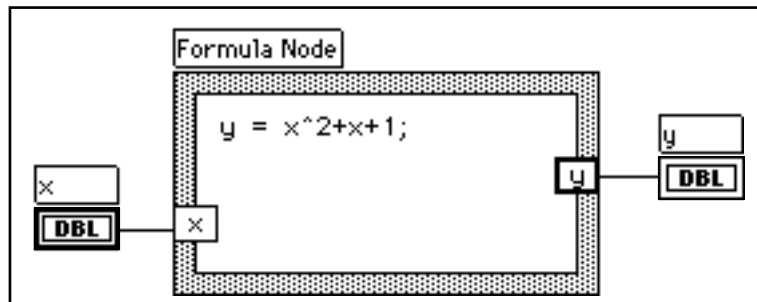 Formula Node
y = x^2+x+1;
x
DBL
x
y
y
DBL